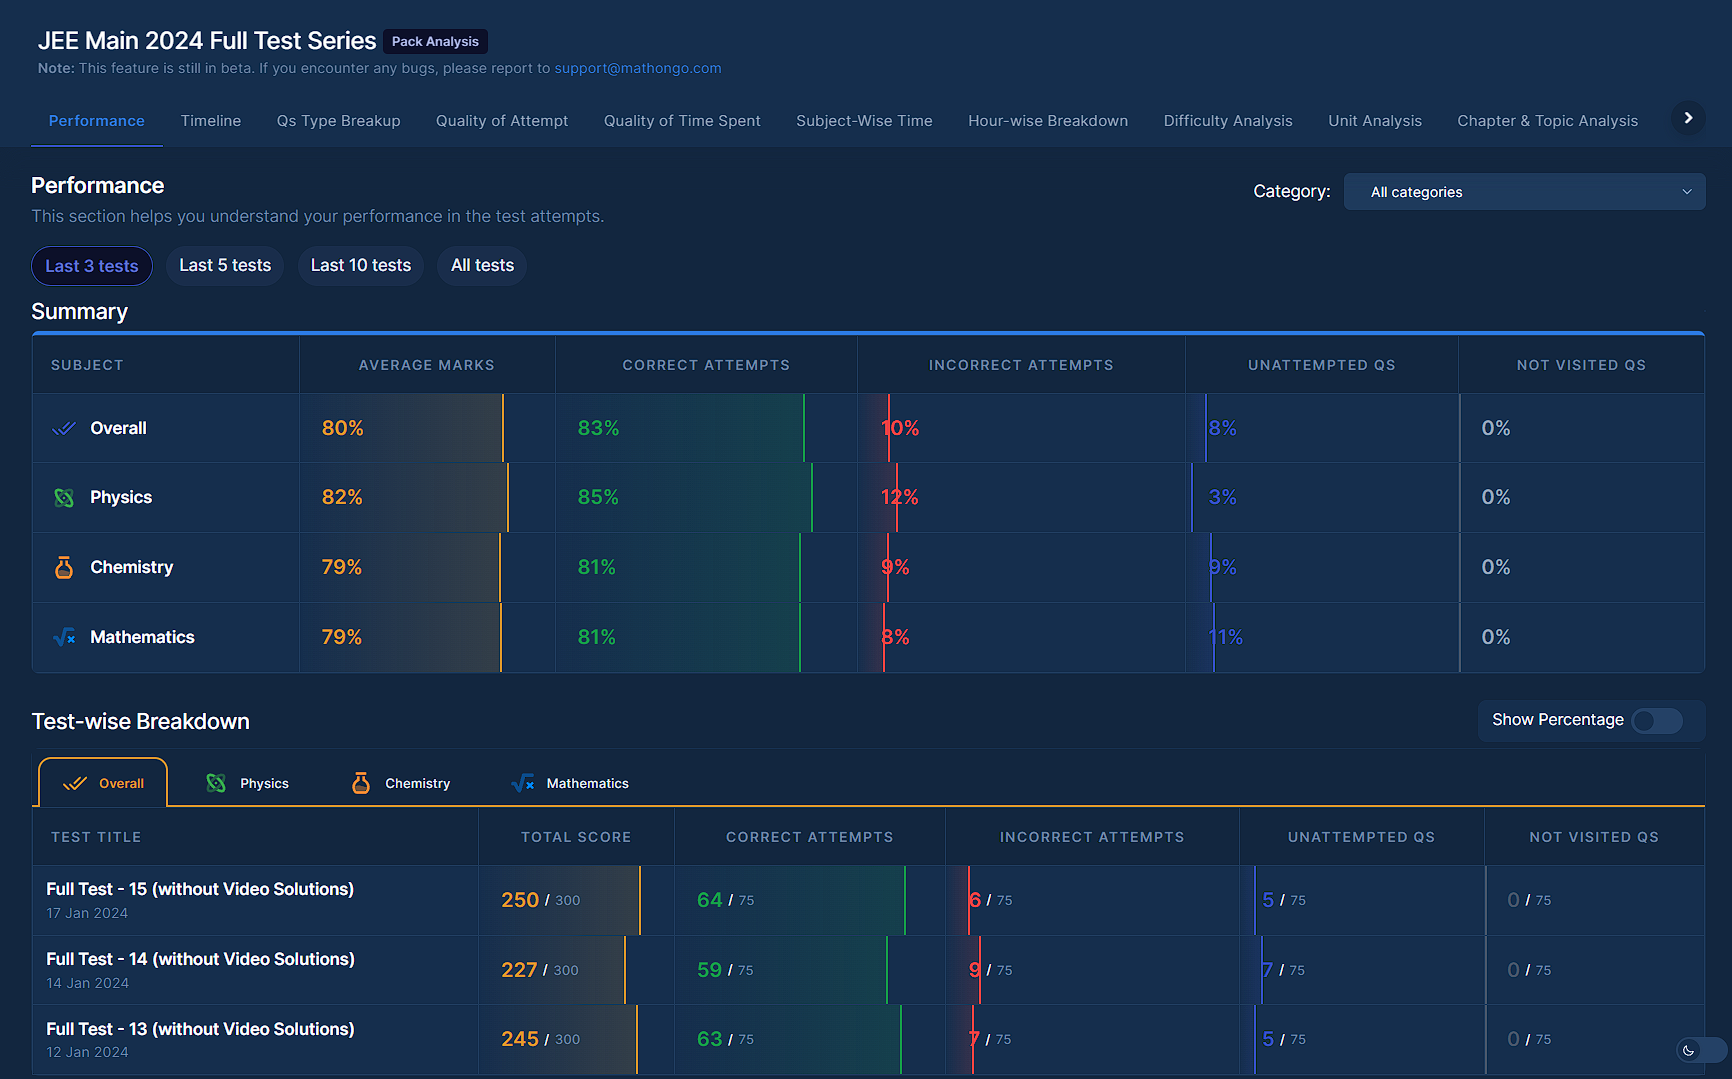 JEE Main 2024 Full Test Series Pack Analysis
Note: This feature is still in beta. If you encounter any bugs, please report to support@mathongo.com
Performance Timeline Qs Type Breakup Quality of Attempt Quality of Time Spent Subject-Wise Time Hour-wise Breakdown Difficulty Analysis Unit Analysis Chapter & Topic Analysis
Performance
Category: All categories
This section helps you understand your performance in the test attempts.
Last 3 tests Last 5 tests Last 10 tests All tests
Summary
SUBJECT AVERAGE MARKS CORRECT ATTEMPTS INCORRECT ATTEMPTS UNATTEMPTED QS NOT VISITED QS
Overall 80% 83% 10% 8% 0%
Physics 82% 85% 12% 3% 0%
Chemistry 79% 81% 9% 9% 0%
Mathematics 79% 81% 8% 11% 0%
Test-wise Breakdown Show Percentage
Overall Physics Chemistry Mathematics
TEST TITLE TOTAL SCORE CORRECT ATTEMPTS INCORRECT ATTEMPTS UNATTEMPTED QS NOT VISITED QS
Full Test - 15 (without Video Solutions)
17 Jan 2024
250 / 300 64 / 75 6 / 75 5 / 75 0 / 75
Full Test - 14 (without Video Solutions)
14 Jan 2024
227 / 300 59 / 75 9 / 75 7 / 75 0 / 75
Full Test - 13 (without Video Solutions)
12 Jan 2024
245 / 300 63 / 75 7 / 75 5 / 75 0 / 75